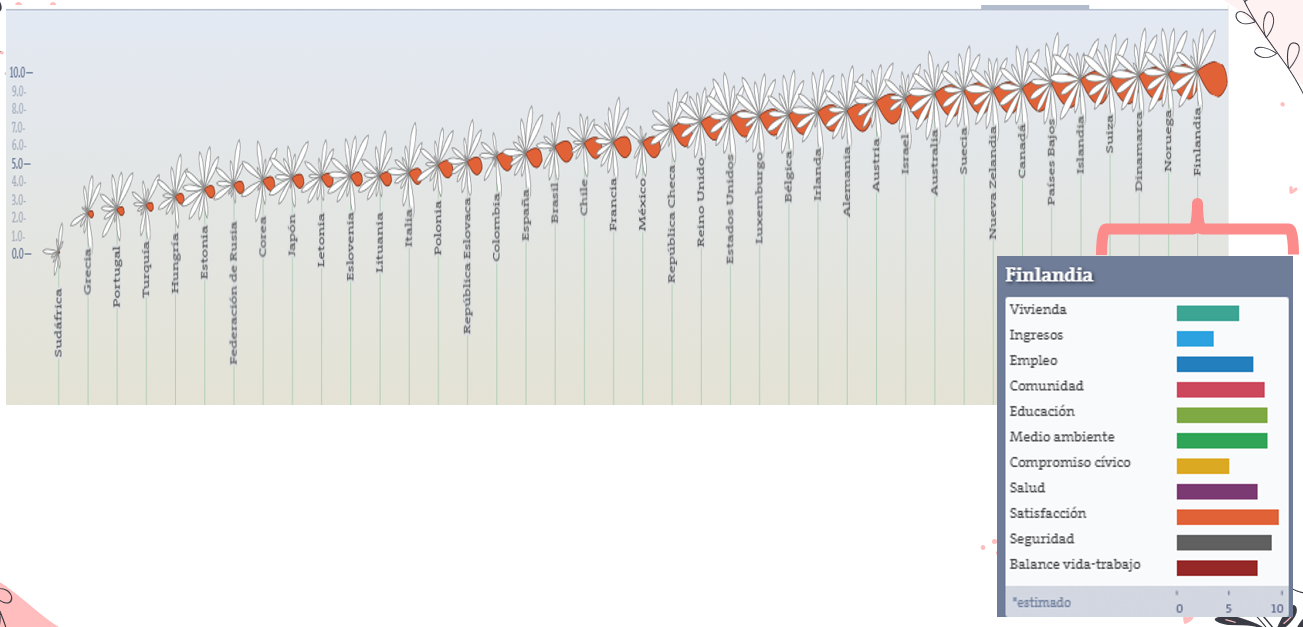 10.0
9.0
8.0
7.0
6.0
5.0
4.0
3.0
2.0
1.0
0.0
Sudáfrica
Grecia
Portugal
Turquía
Hungría
Estonia
Federación de Rusia
Corea
Japón
Letonia
Eslovenia
Lituania
Italia
Polonia
República Eslovaca
Colombia
España
Brasil
Chile
Francia
México
República Checa
Reino Unido
Estados Unidos
Luxemburgo
Bélgica
Irlanda
Alemania
Austria
Israel
Australia
Suecia
Nueva Zelandia
Canadá
Países Bajos
Islandia
Suiza
Dinamarca
Noruega
Finlandia
Finlandia
Vivienda
Ingresos
Empleo
Comunidad
Educación
Medio ambiente
Compromiso cívico
Salud
Satisfacción
Seguridad
Balance vida-trabajo
*estimado 0 5 10